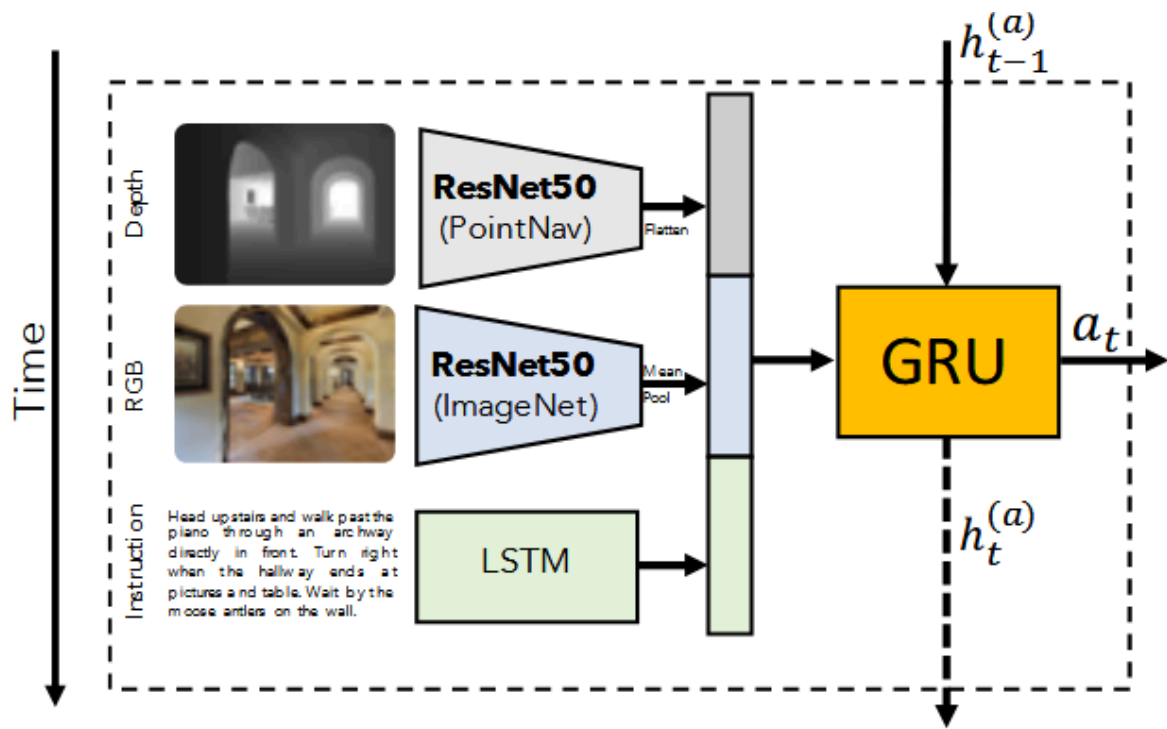 Time
h_{t-1}^{(a)}
Depth
ResNet50
(PointNav)
Flatten
RGB
ResNet50
(ImageNet)
Mean
Pool
GRU
a_t
Instruction
Head upstairs and walk past the
piano through an archway
directly in front. Turn right
when the hallway ends at
pictures and table. Wait by the
moose antlers on the wall.
LSTM
h_t^{(a)}